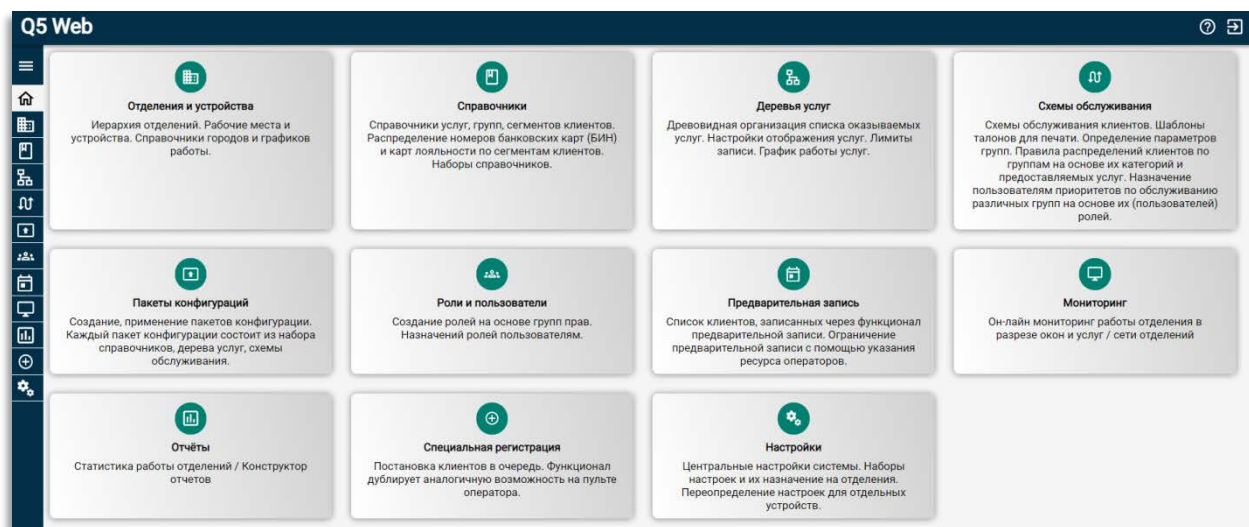 Q5 Web
Отделения и устройства
Иерархия отделений. Рабочие места и
устройства. Справочники городов и графиков
работы.
Справочники
Справочники услуг, групп, сегментов клиентов.
Распределение номеров банковских карт (БИН)
и карт лояльности по сегментам клиентов.
Наборы справочников.
Деревья услуг
Древовидная организация списка оказываемых
услуг. Настройки отображения услуг. Лимиты
записи. График работы услуг.
Схемы обслуживания
Схемы обслуживания клиентов. Шаблоны
талонов для печати. Определение параметров
групп. Правила распределений клиентов по
группам на основе их категорий и
предоставляемых услуг. Назначение
пользователям приоритетов по обслуживанию
различных групп на основе их (пользователей)
ролей.
Пакеты конфигураций
Создание, применение пакетов конфигурации.
Каждый пакет конфигурации состоит из набора
справочников, дерева услуг, схемы
обслуживания.
Роли и пользователи
Создание ролей на основе групп прав.
Назначений ролей пользователям.
Предварительная запись
Список клиентов, записанных через функционал
предварительной записи. Ограничение
предварительной записи с помощью указания
ресурса операторов.
Мониторинг
Он-лайн мониторинг работы отделения в
разрезе окон и услуг / сети отделений
Отчёты
Статистика работы отделений / Конструктор
отчетов
Специальная регистрация
Постановка клиентов в очередь. Функционал
дублирует аналогичную возможность на пульте
оператора.
Настройки
Центральные настройки системы. Наборы
настроек и их назначение на отделения.
Переопределение настроек для отдельных
устройств.